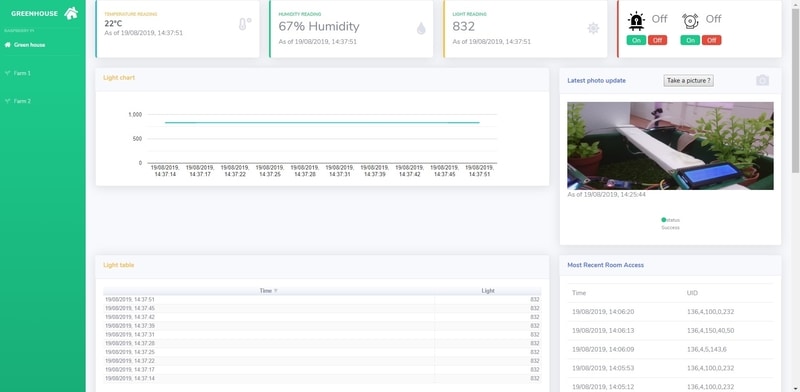 GREENHOUSE
Green house
Farm 1
Farm 2
TEMPERATURE READING
22°C
As of 19/08/2019, 14:37:51
HUMIDITY READING
67% Humidity
As of 19/08/2019, 14:37:51
LIGHT READING
832
As of 19/08/2019, 14:37:51
Off
On Off
Off
On Off
Light chart
1,000
500
0
19/08/2019, 14:37:14
19/08/2019, 14:37:17
19/08/2019, 14:37:22
19/08/2019, 14:37:25
19/08/2019, 14:37:28
19/08/2019, 14:37:31
19/08/2019, 14:37:39
19/08/2019, 14:37:42
19/08/2019, 14:37:45
19/08/2019, 14:37:51
Latest photo update
Take a picture ?
As of 19/08/2019, 14:25:44
status
Success
Light table
Time Light
19/08/2019, 14:37:51 832
19/08/2019, 14:37:45 832
19/08/2019, 14:37:42 832
19/08/2019, 14:37:39 832
19/08/2019, 14:37:31 832
19/08/2019, 14:37:28 832
19/08/2019, 14:37:25 832
19/08/2019, 14:37:22 832
19/08/2019, 14:37:17 832
19/08/2019, 14:37:14 832
Most Recent Room Access
Time UID
19/08/2019, 14:06:20 136,4,100,0,232
19/08/2019, 14:06:13 136,4,150,40,50
19/08/2019, 14:06:09 136,4,5,143,6
19/08/2019, 14:05:53 136,4,100,0,232
19/08/2019, 14:05:12 136,4,100,0,232